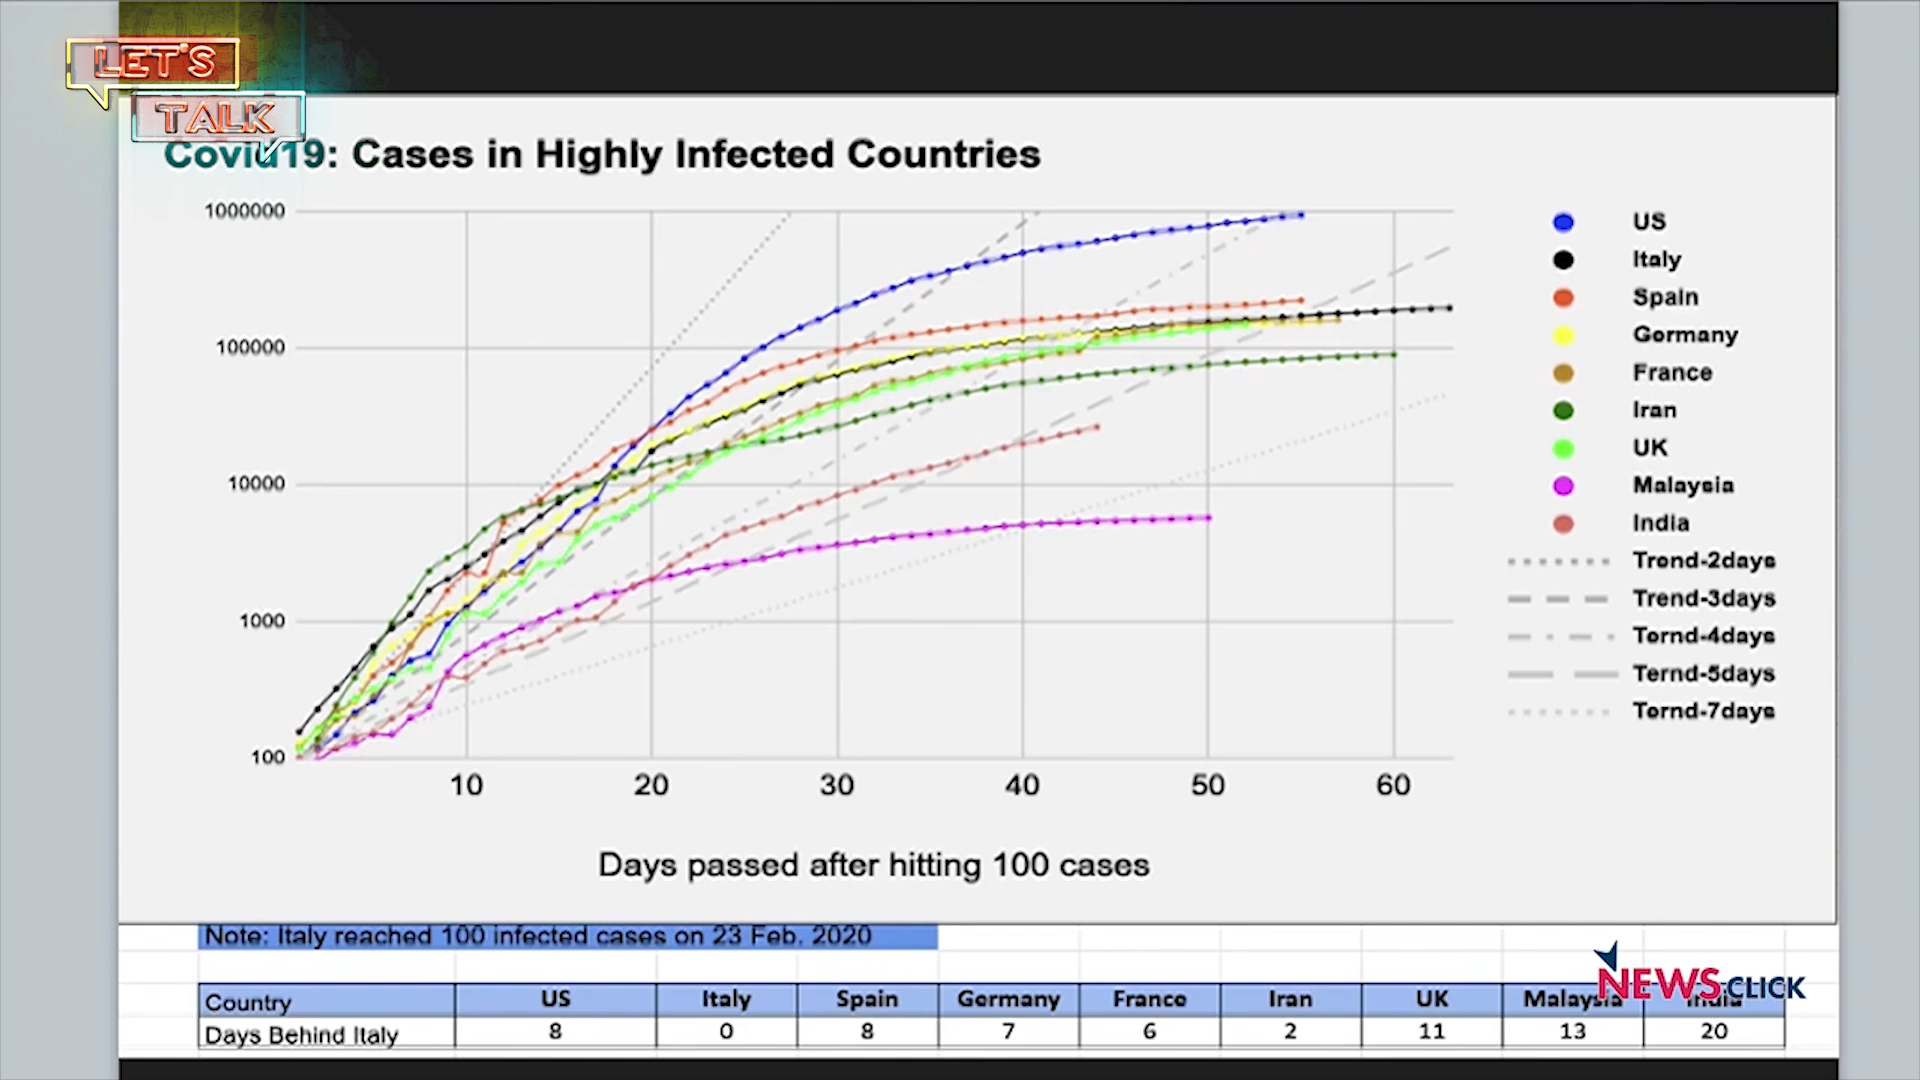 LET'S
TALK
Covid19: Cases in Highly Infected Countries
1000000
100000
10000
1000
100
10 20 30 40 50 60
Days passed after hitting 100 cases
US
Italy
Spain
Germany
France
Iran
UK
Malaysia
India
Trend-2days
Trend-3days
Ternd-4days
Ternd-5days
Ternd-7days
Note: Italy reached 100 infected cases on 23 Feb. 2020
NEWSCLICK
Country US Italy Spain Germany France Iran UK Malaysia India
Days Behind Italy 8 0 8 7 6 2 11 13 20